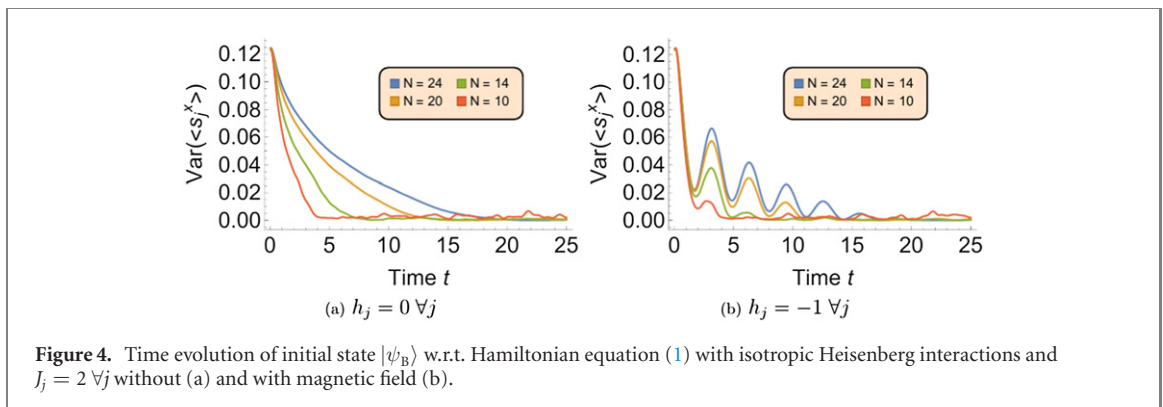 0.12
0.10
0.08
0.06
0.04
0.02
0.00
Var(<s_j^x>)
N = 24 N = 14
N = 20 N = 10
0 5 10 15 20 25
Time t
(a) h_j = 0 ∀j
0.12
0.10
0.08
0.06
0.04
0.02
0.00
Var(<s_j^x>)
N = 24 N = 14
N = 20 N = 10
0 5 10 15 20 25
Time t
(b) h_j = −1 ∀j
Figure 4. Time evolution of initial state |ψ_B⟩ w.r.t. Hamiltonian equation (1) with isotropic Heisenberg interactions and
J_j = 2 ∀j without (a) and with magnetic field (b).